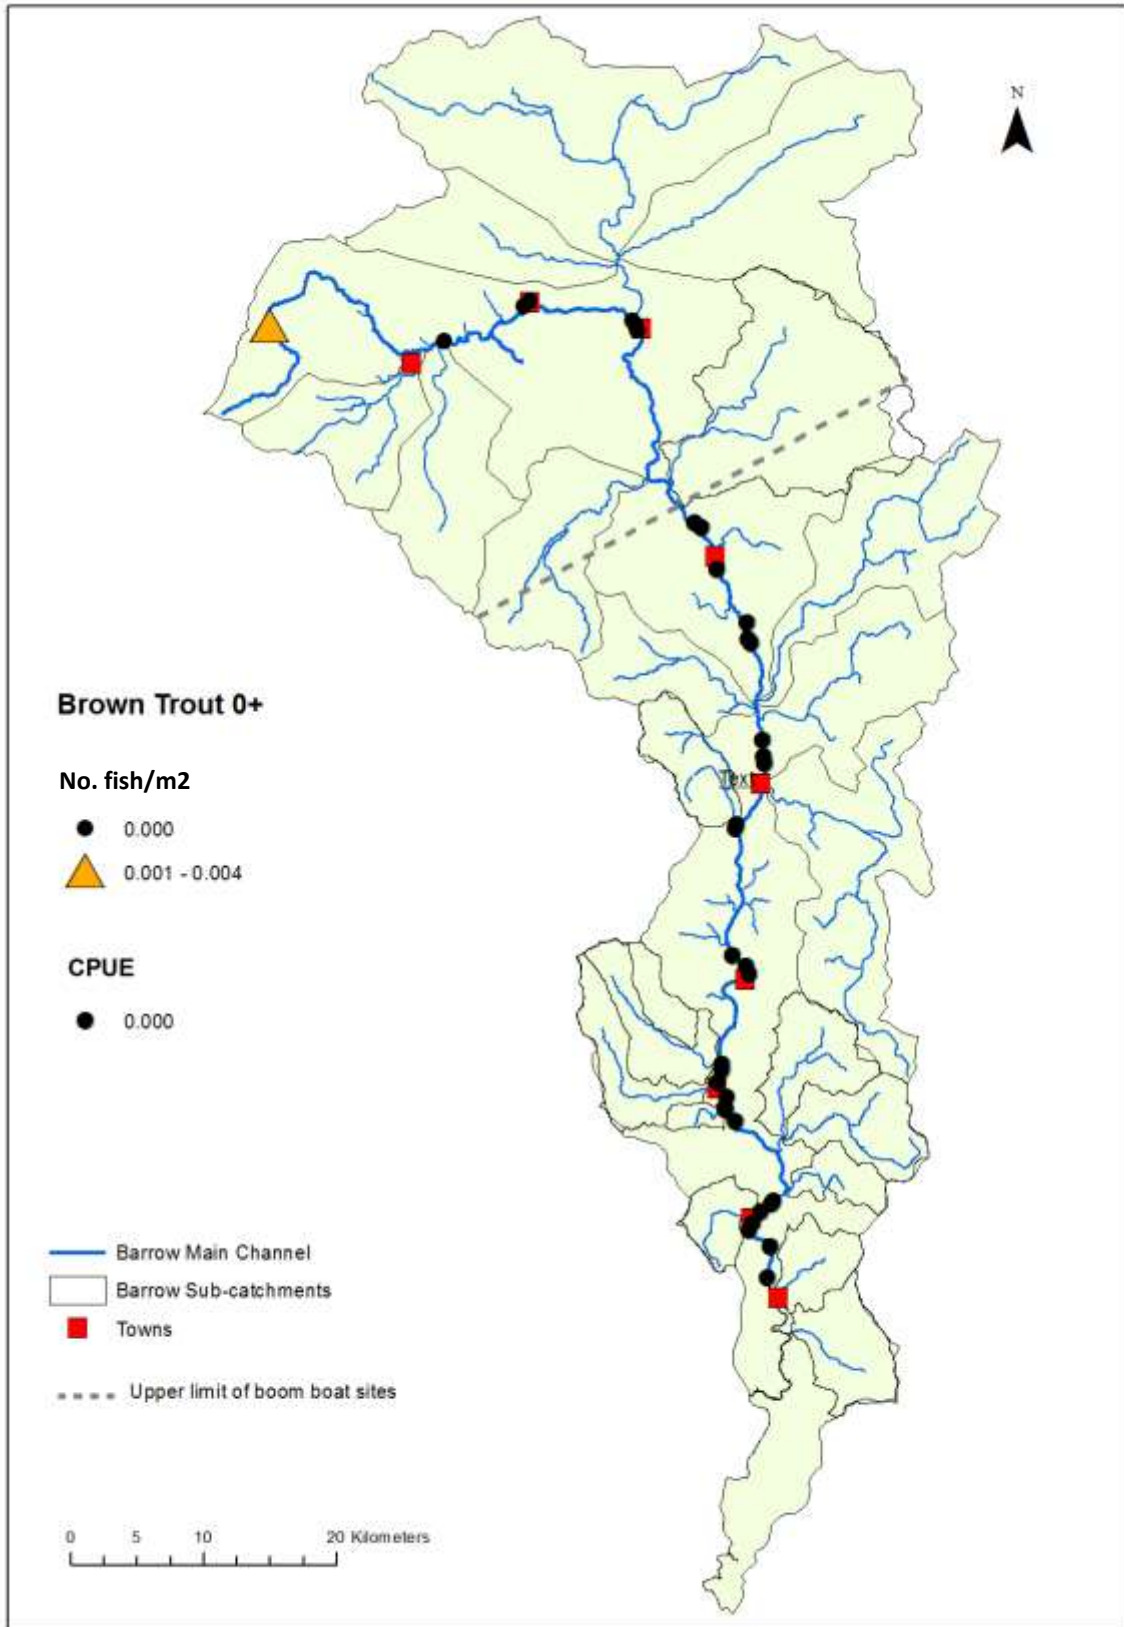 N
Text
Brown Trout 0+
No. fish/m2
0.000
0.001 - 0.004
CPUE
0.000
Barrow Main Channel
Barrow Sub-catchments
Towns
Upper limit of boom boat sites
0 5 10 20 Kilometers